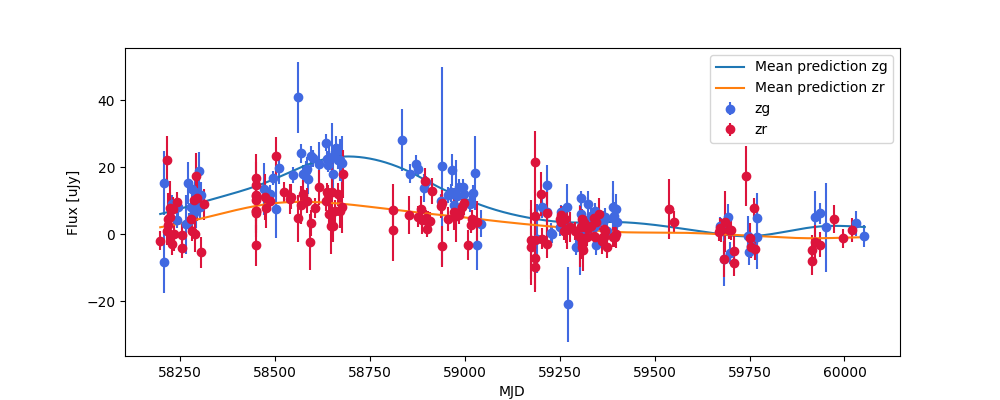 Mean prediction zg
Mean prediction zr
zg
zr
40
20
0
−20
Flux [uJy]
58250
58500
58750
59000
59250
59500
59750
60000
MJD